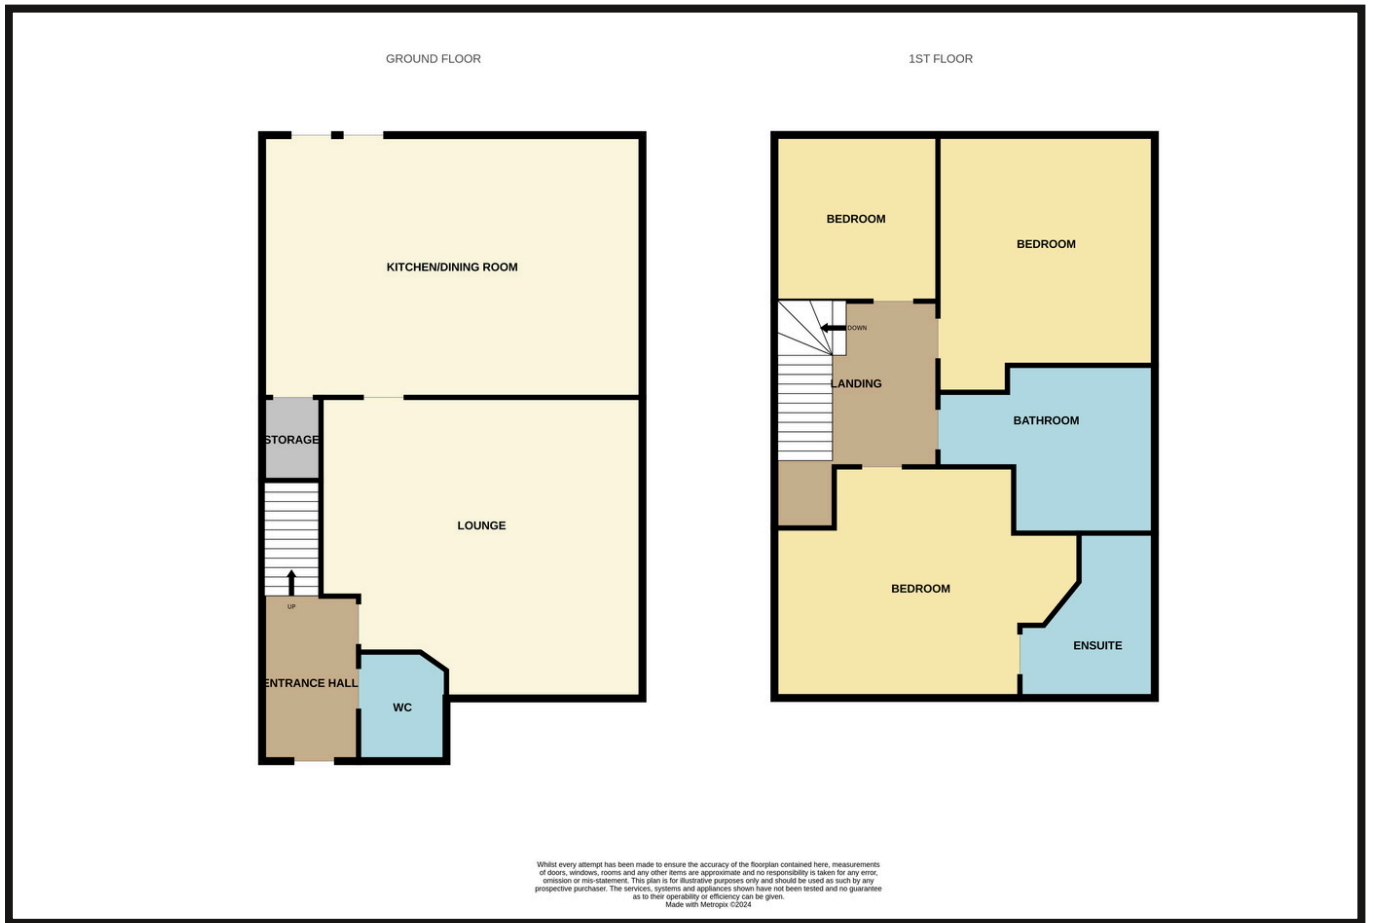 GROUND FLOOR
1ST FLOOR
KITCHEN/DINING ROOM
STORAGE
LOUNGE
UP
ENTRANCE HALL
WC
BEDROOM
BEDROOM
DOWN
LANDING
BATHROOM
BEDROOM
ENSUITE
Whilst every attempt has been made to ensure the accuracy of the floorplan contained here, measurements
of doors, windows, rooms and any other items are approximate and no responsibility is taken for any error,
omission or mis-statement. This plan is for illustrative purposes only and should be used as such by any
prospective purchaser. The services, systems and appliances shown have not been tested and no guarantee
as to their operability or efficiency can be given.
Made with Metropix ©2024